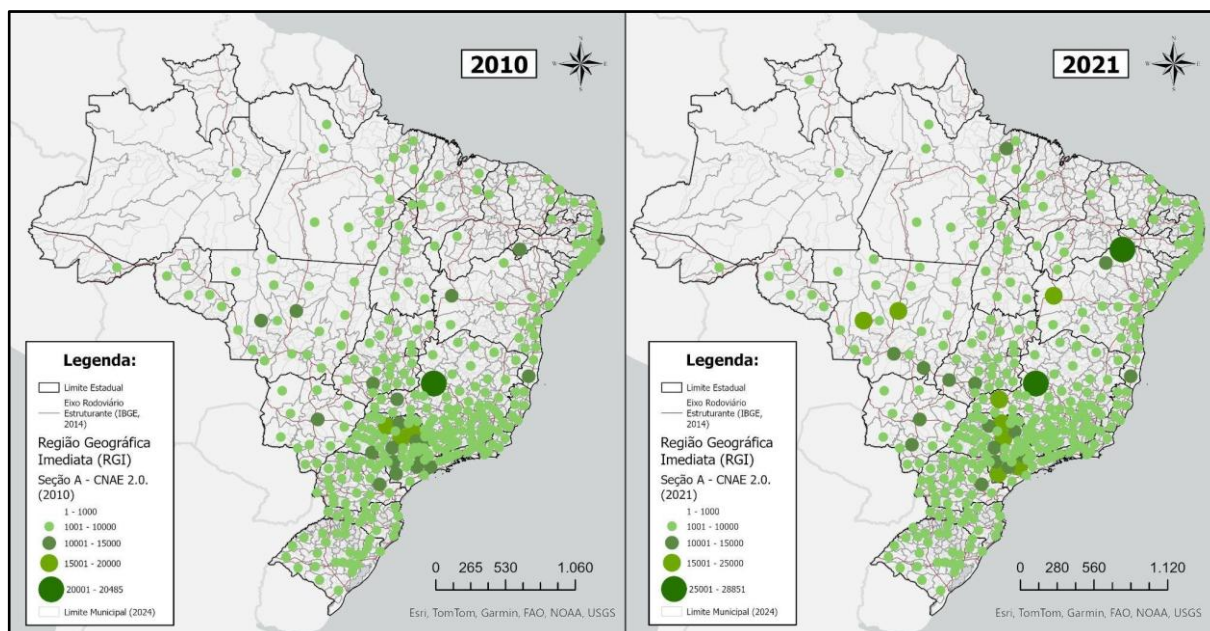 2010
N
W
E
S
Legenda:
Limite Estadual
Eixo Rodoviário
Estruturante (IBGE,
2014)
Região Geográfica
Imediata (RGI)
Seção A - CNAE 2.0.
(2010)
1 - 1000
1001 - 10000
10001 - 15000
15001 - 20000
20001 - 20485
Limite Municipal (2024)
0 265 530 1.060
Esri, TomTom, Garmin, FAO, NOAA, USGS
2021
N
W
E
S
Legenda:
Limite Estadual
Eixo Rodoviário
Estruturante (IBGE,
2014)
Região Geográfica
Imediata (RGI)
Seção A - CNAE 2.0.
(2021)
1 - 1000
1001 - 10000
10001 - 15000
15001 - 25000
25001 - 28851
Limite Municipal (2024)
0 280 560 1.120
Esri, TomTom, Garmin, FAO, NOAA, USGS